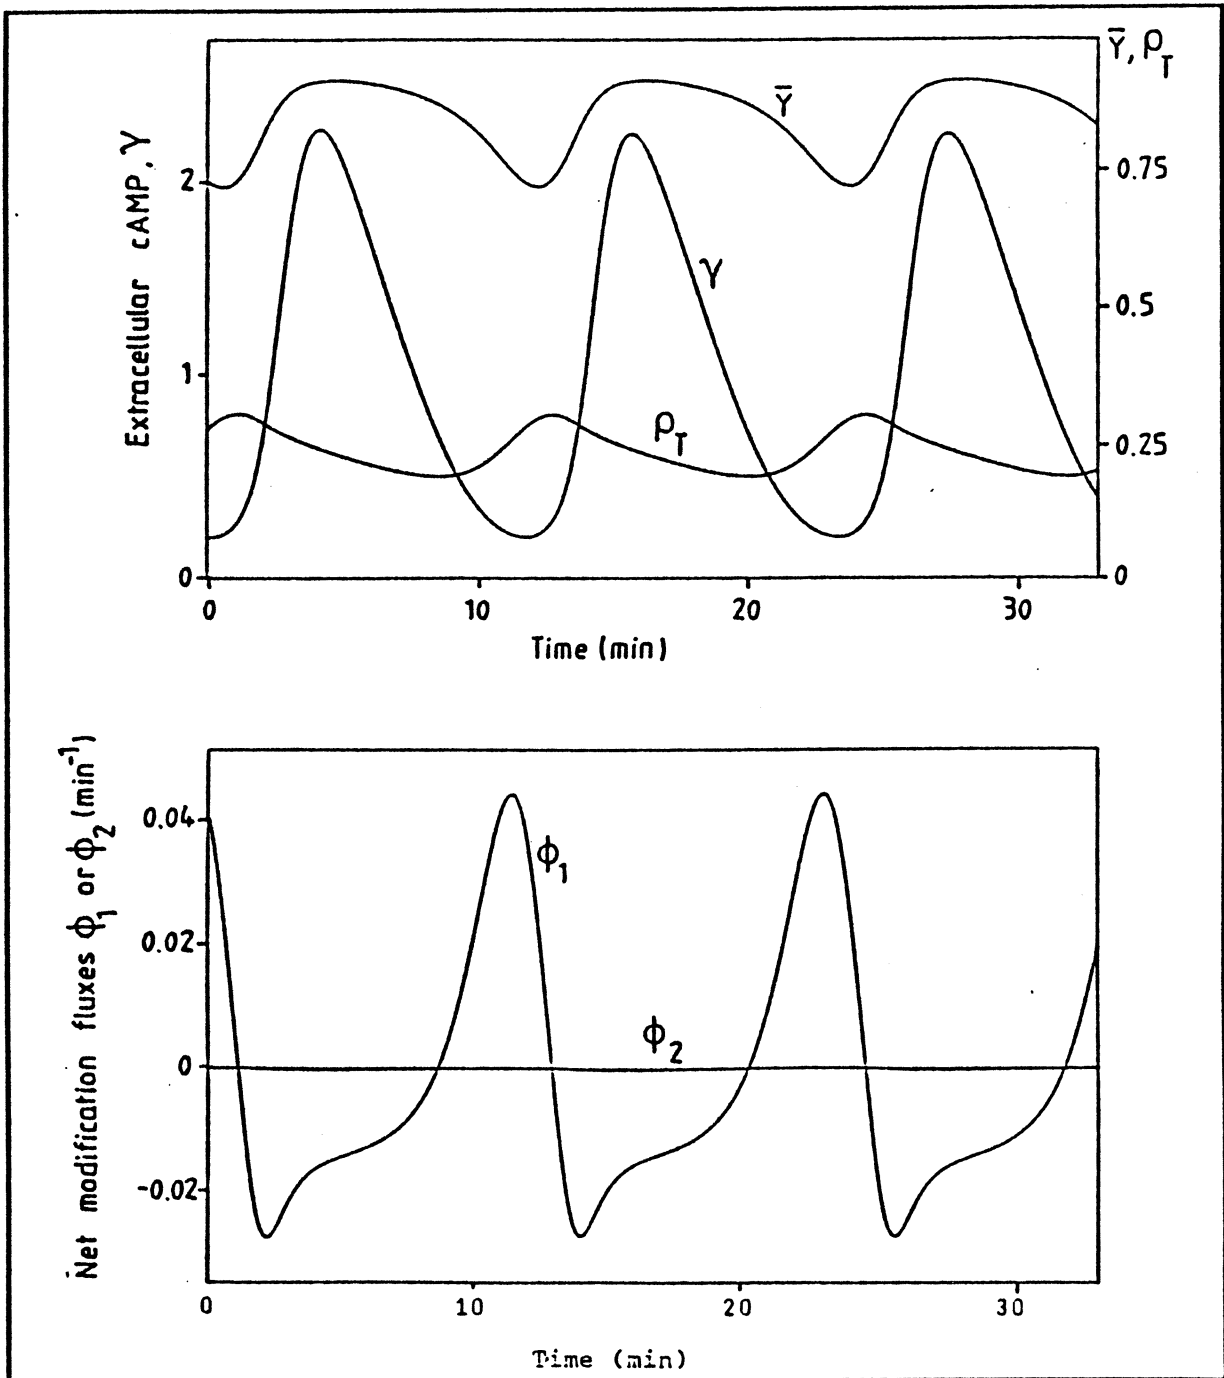 Ȳ, ρ_T
Extracellular cAMP, γ
2
1
0
0.75
0.5
0.25
0
Ȳ
γ
ρ_T
0
10
20
30
Time (min)
Net modification fluxes ϕ₁ or ϕ₂ (min⁻¹)
0.04
0.02
0
-0.02
ϕ₁
ϕ₂
0
10
20
30
Time (min)